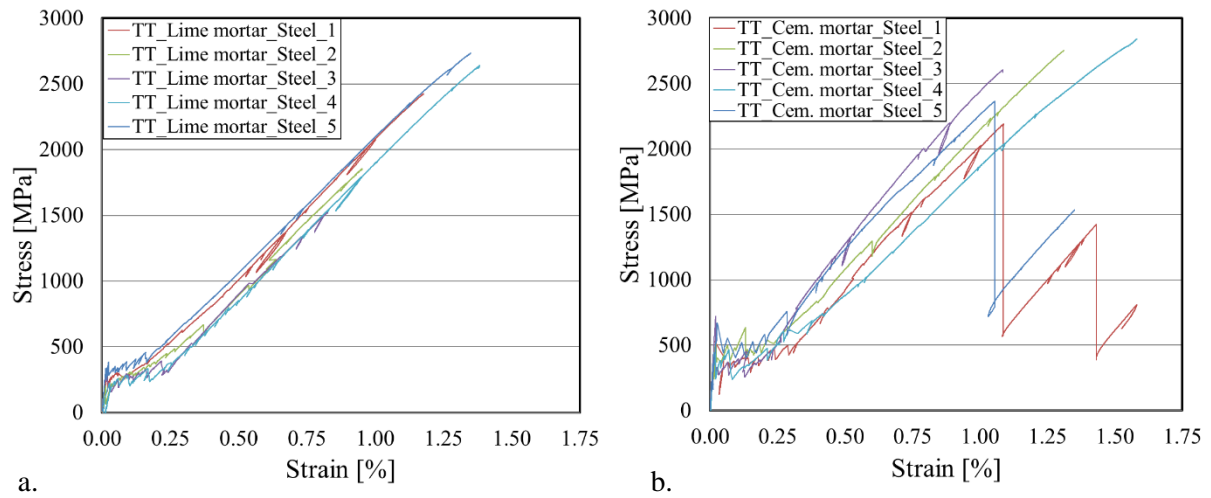 3000
2500
2000
1500
1000
500
0
Stress [MPa]
TT_Lime mortar_Steel_1
TT_Lime mortar_Steel_2
TT_Lime mortar_Steel_3
TT_Lime mortar_Steel_4
TT_Lime mortar_Steel_5
0.00 0.25 0.50 0.75 1.00 1.25 1.50 1.75
Strain [%]
a.
3000
2500
2000
1500
1000
500
0
Stress [MPa]
TT_Cem. mortar_Steel_1
TT_Cem. mortar_Steel_2
TT_Cem. mortar_Steel_3
TT_Cem. mortar_Steel_4
TT_Cem. mortar_Steel_5
0.00 0.25 0.50 0.75 1.00 1.25 1.50 1.75
Strain [%]
b.